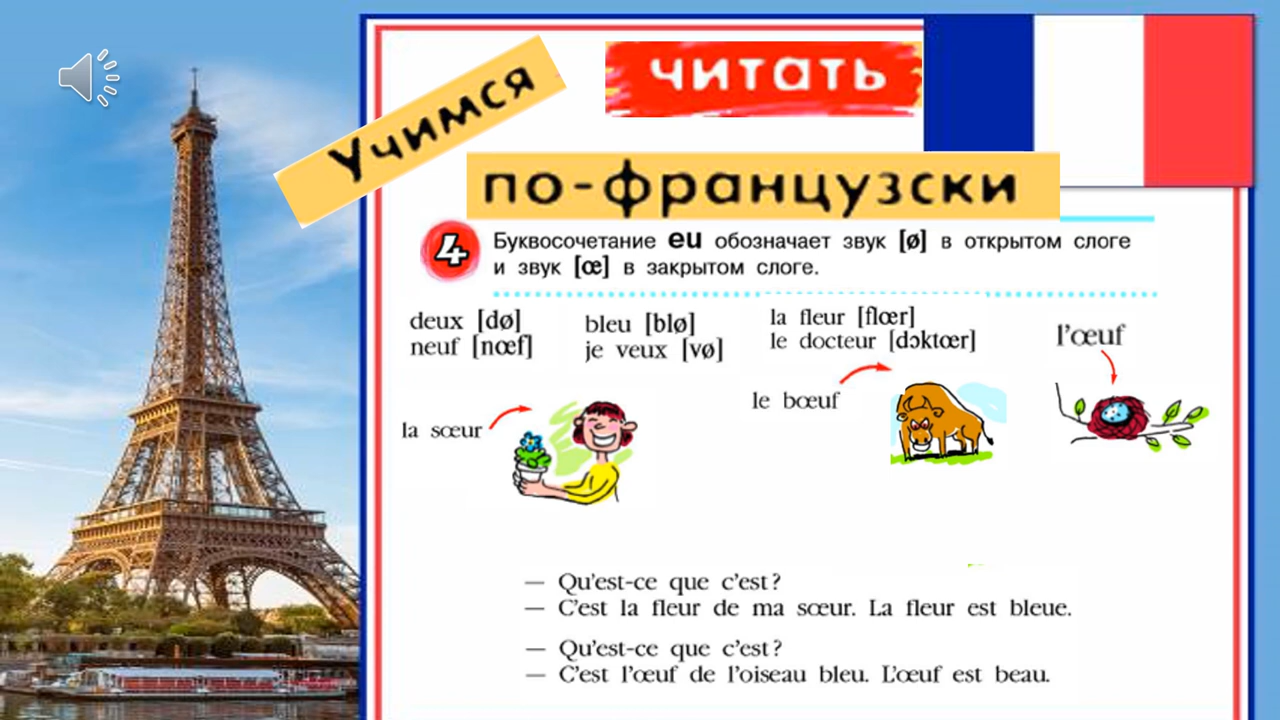 Учимся
читать
по-французски
4 Буквосочетание eu обозначает звук [ø] в открытом слоге
и звук [œ] в закрытом слоге.
deux [dø]
neuf [nœf]
bleu [blø]
je veux [vø]
la fleur [flœr]
le docteur [dɔktœr]
l'œuf
le bœuf
la sœur
— Qu'est-ce que c'est?
— C'est la fleur de ma sœur. La fleur est bleue.
— Qu'est-ce que c'est?
— C'est l'œuf de l'oiseau bleu. L'œuf est beau.